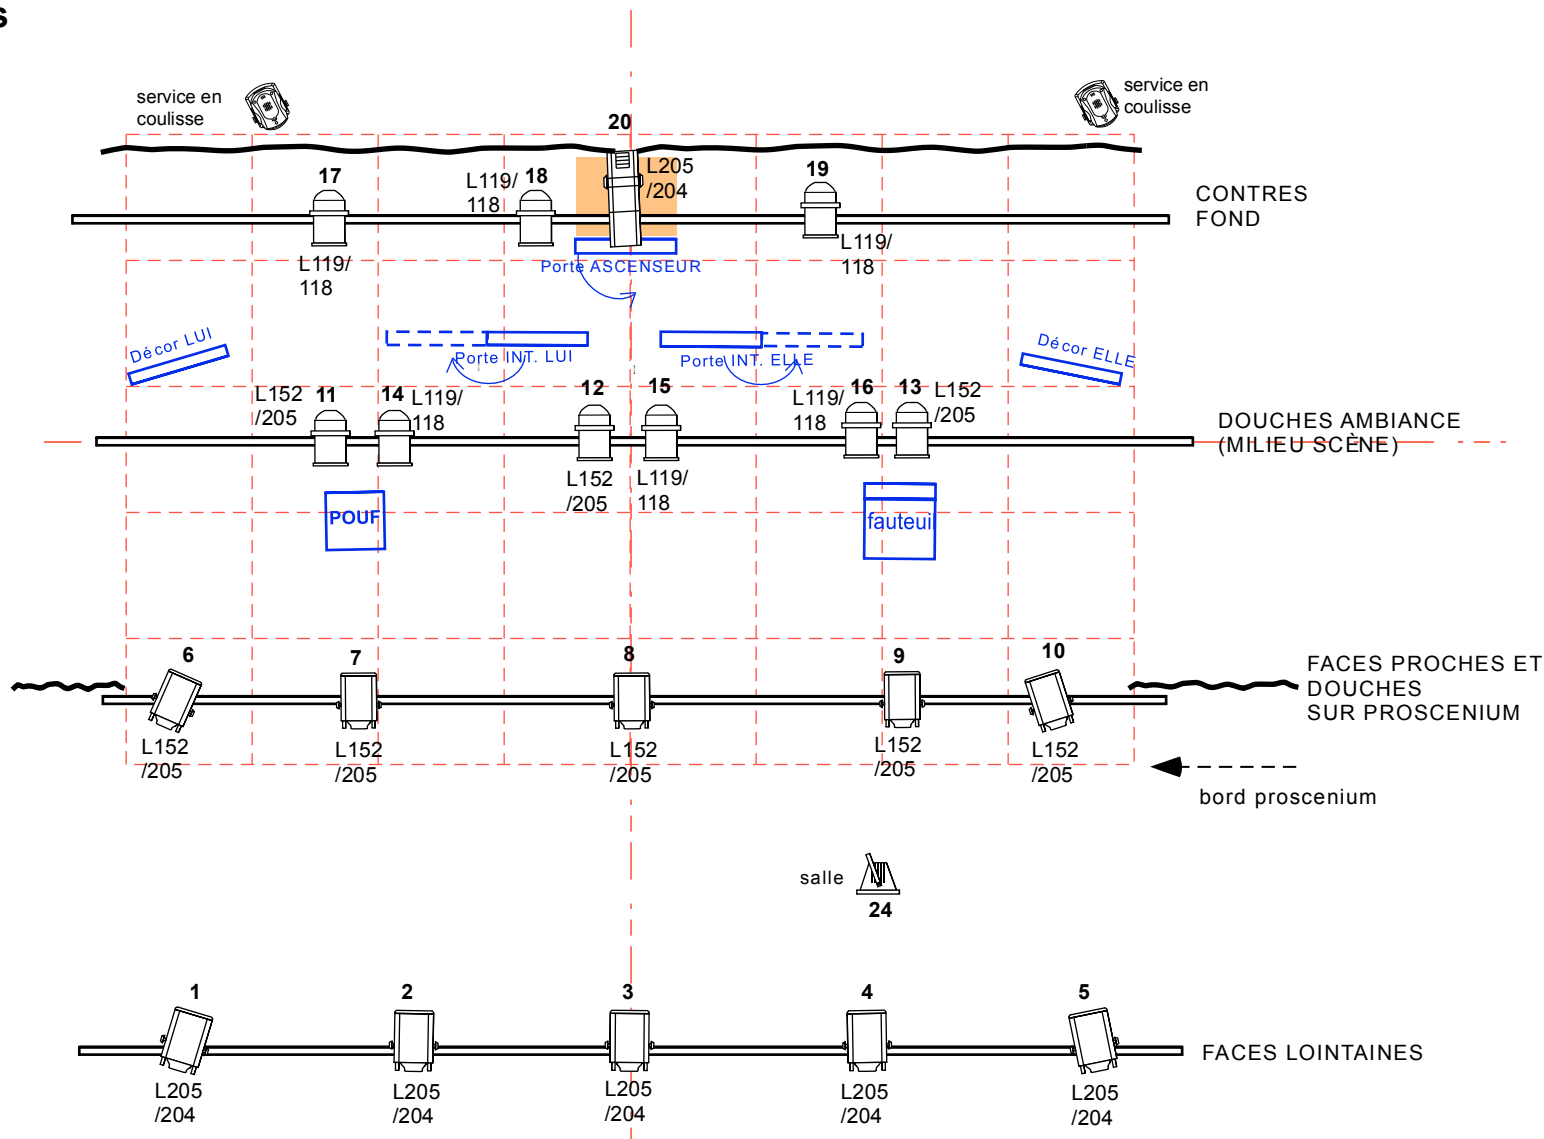 s
service en
coulisse
service en
coulisse
20
17
L119/
118
18
L205
/204
19
L119/
118
L119/
118
CONTRES
FOND
Porte ASCENSEUR
Décor LUI
Porte INT. LUI
Porte INT. ELLE
Décor ELLE
L152
/205
11
14
L119/
118
12
15
L119/
118
16
13
L152
/205
L152
/205
L119/
118
DOUCHES AMBIANCE
(MILIEU SCÈNE)
POUF
fauteuil
6
7
8
9
10
L152
/205
L152
/205
L152
/205
L152
/205
L152
/205
FACES PROCHES ET
DOUCHES
SUR PROSCENIUM
bord proscenium
salle
24
1
2
3
4
5
L205
/204
L205
/204
L205
/204
L205
/204
L205
/204
FACES LOINTAINES